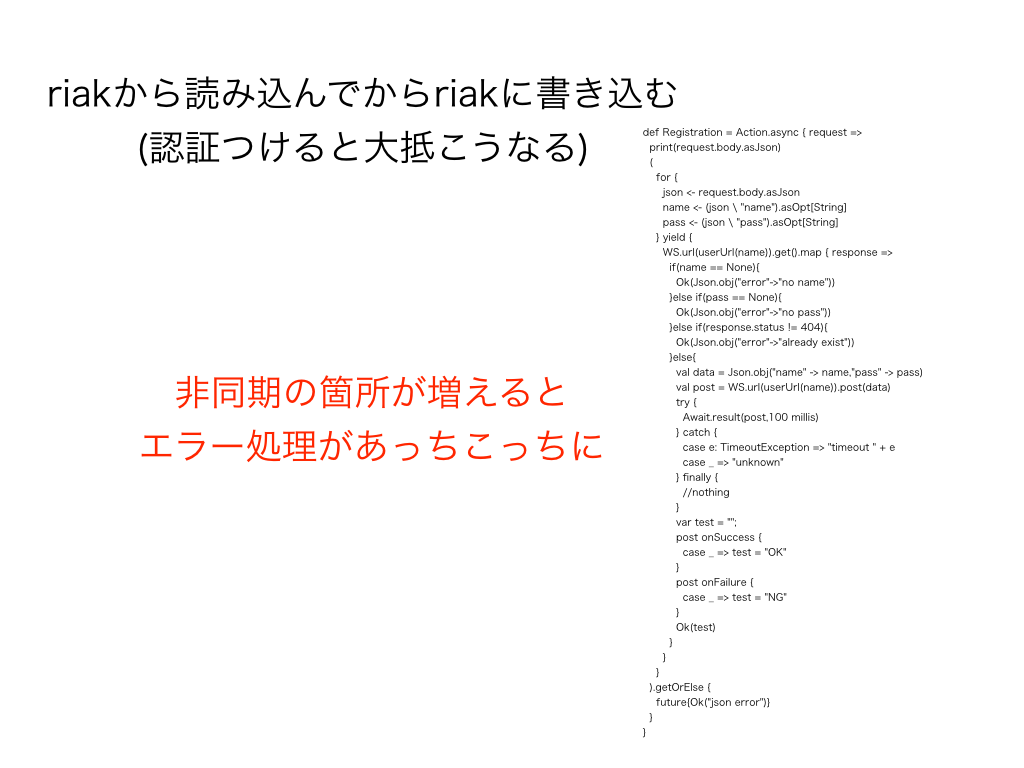 riakから読み込んでからriakに書き込む
(認証つけると大抵こうなる)
非同期の箇所が増えると
エラー処理があっちこっちに
def Registration = Action.async { request =>
print(request.body.asJson)
(
for {
json <- request.body.asJson
name <- (json \ "name").asOpt[String]
pass <- (json \ "pass").asOpt[String]
} yield {
WS.url(userUrl(name)).get().map { response =>
if(name == None){
Ok(Json.obj("error"->"no name"))
}else if(pass == None){
Ok(Json.obj("error"->"no pass"))
}else if(response.status != 404){
Ok(Json.obj("error"->"already exist"))
}else{
val data = Json.obj("name" -> name,"pass" -> pass)
val post = WS.url(userUrl(name)).post(data)
try {
Await.result(post,100 millis)
} catch {
case e: TimeoutException => "timeout " + e
case _ => "unknown"
} finally {
//nothing
}
var test = "";
post onSuccess {
case _ => test = "OK"
}
post onFailure {
case _ => test = "NG"
}
Ok(test)
}
}
}
).getOrElse {
future{Ok("json error")}
}
}